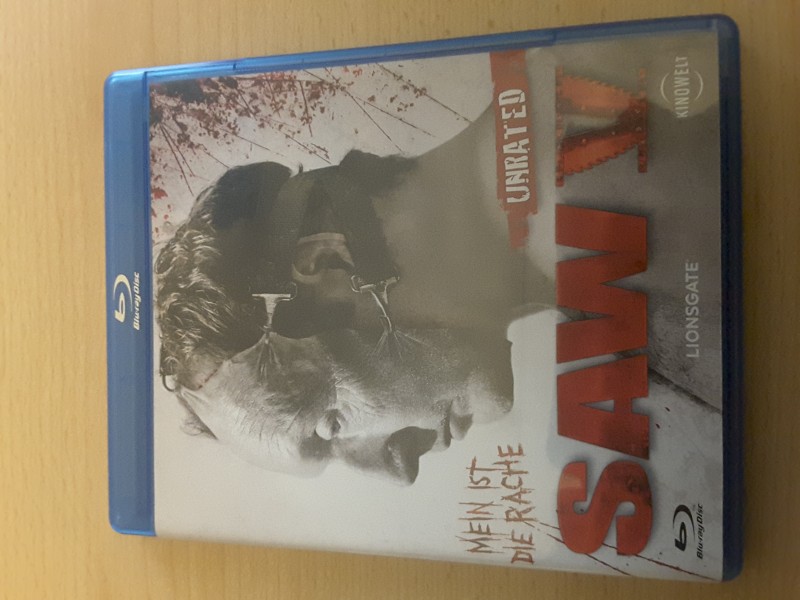 Blu-ray Disc
MEIN IST
DIE RACHE
UNRATED
SAW V
Blu-ray Disc
LIONSGATE
KINOWELT